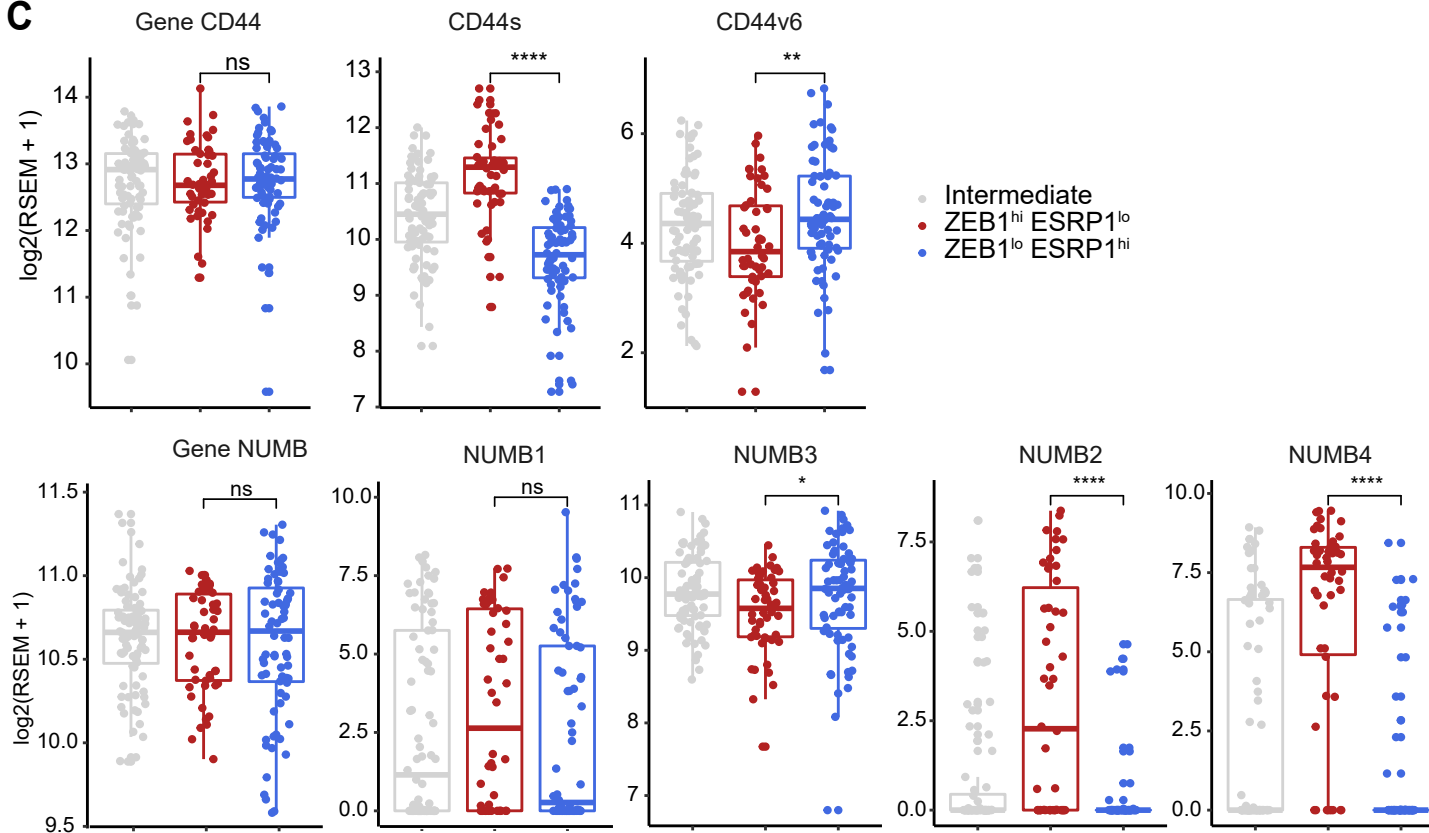 C
Gene CD44
CD44s
CD44v6
log2(RSEM + 1)
14
13
12
11
10
ns
13
12
11
10
9
8
7
****
6
4
2
**
Intermediate
ZEB1hi ESRP1lo
ZEB1lo ESRP1hi
Gene NUMB
NUMB1
NUMB3
NUMB2
NUMB4
log2(RSEM + 1)
11.5
11.0
10.5
10.0
9.5
ns
10.0
7.5
5.0
2.5
0.0
ns
11
10
9
8
7
*
7.5
5.0
2.5
0.0
****
10.0
7.5
5.0
2.5
0.0
****